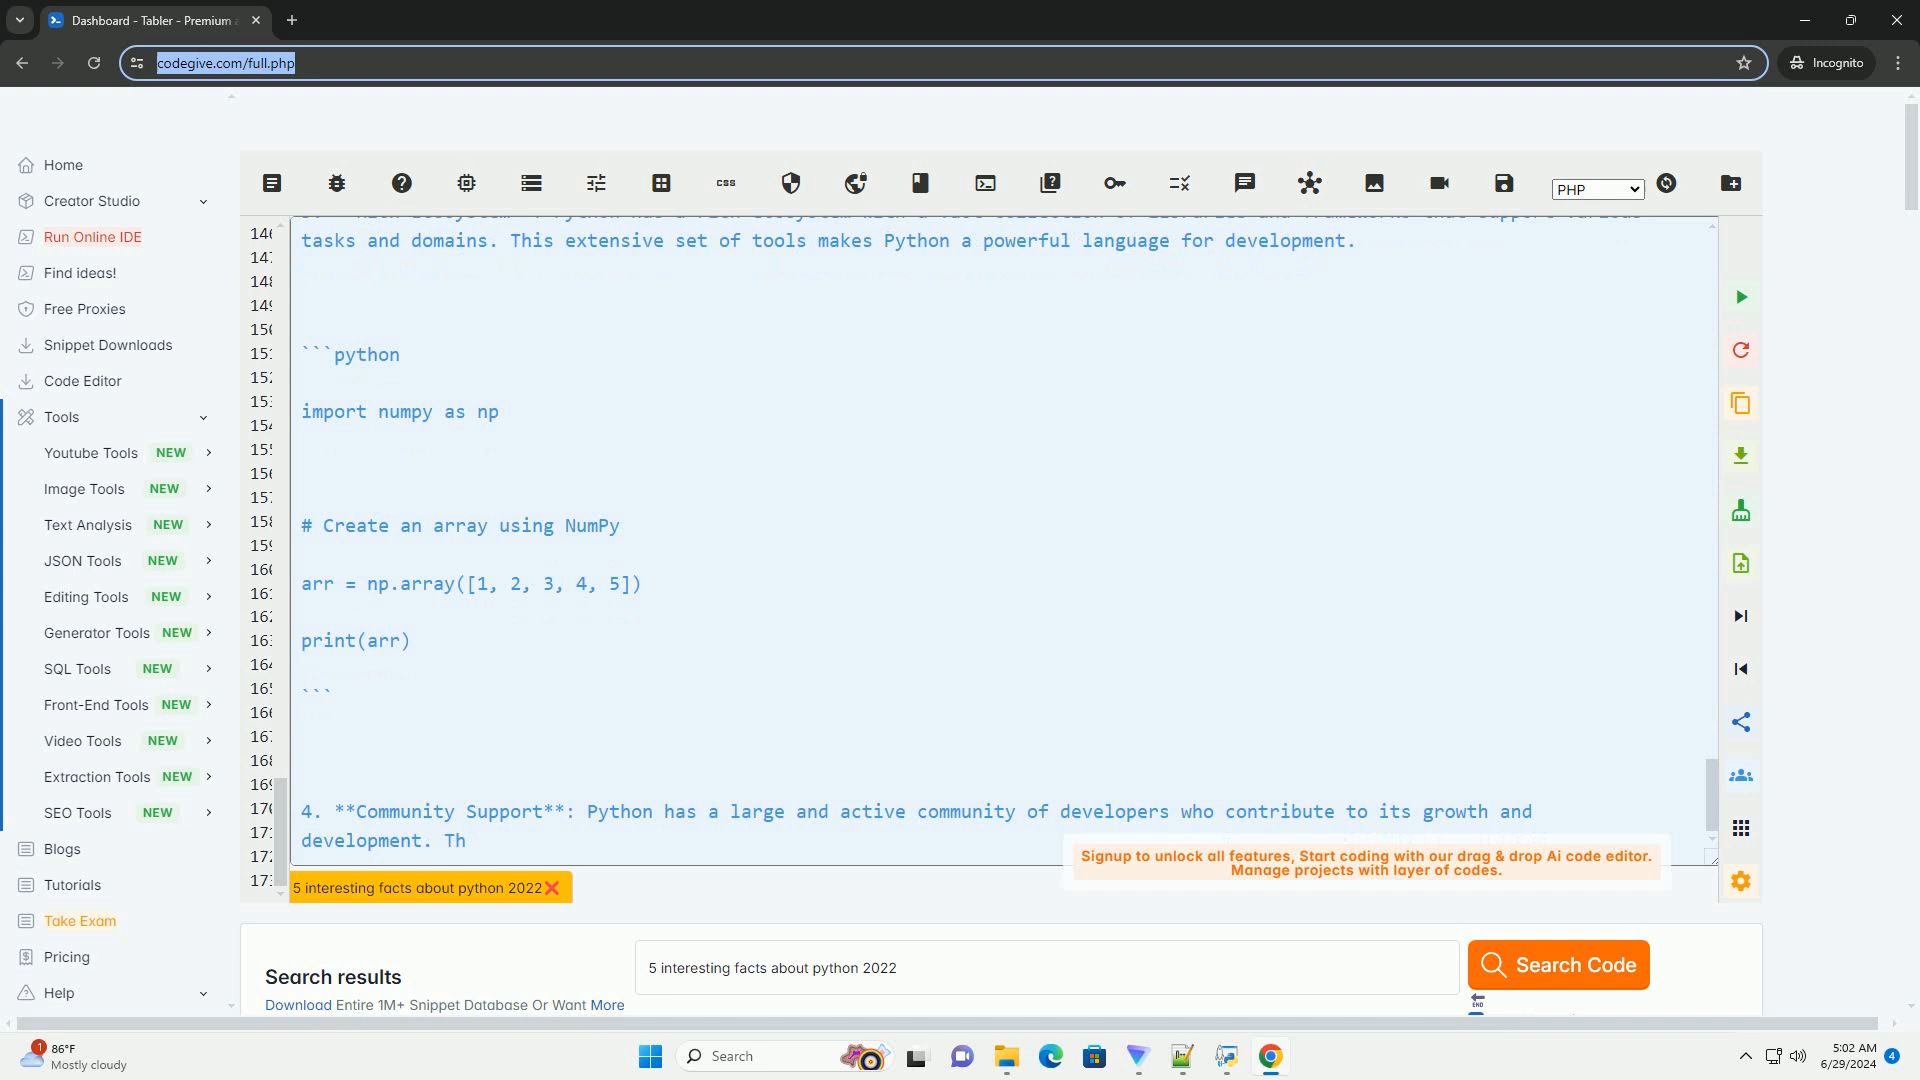 Dashboard - Tabler - Premium
codegive.com/full.php
Incognito
Home
Creator Studio
Run Online IDE
Find ideas!
Free Proxies
Snippet Downloads
Code Editor
Tools
Youtube Tools NEW
Image Tools NEW
Text Analysis NEW
JSON Tools NEW
Editing Tools NEW
Generator Tools NEW
SQL Tools NEW
Front-End Tools NEW
Video Tools NEW
Extraction Tools NEW
SEO Tools NEW
Blogs
Tutorials
Take Exam
Pricing
Help
css
PHP
tasks and domains. This extensive set of tools makes Python a powerful language for development.
```python
import numpy as np
# Create an array using NumPy
arr = np.array([1, 2, 3, 4, 5])
print(arr)
```
4. **Community Support**: Python has a large and active community of developers who contribute to its growth and
development. Th
Signup to unlock all features, Start coding with our drag & drop Ai code editor.
Manage projects with layer of codes.
5 interesting facts about python 2022
Search results
Download Entire 1M+ Snippet Database Or Want More
5 interesting facts about python 2022
Search Code
END
1
86°F
Mostly cloudy
Search
5:02 AM
6/29/2024
4